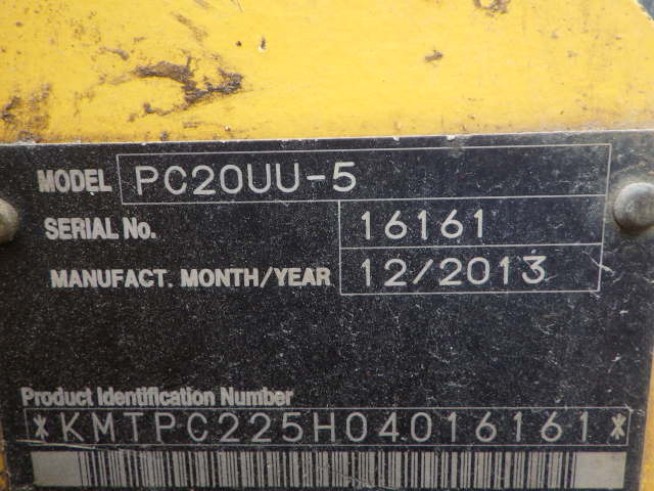 MODEL PC20UU-5
SERIAL No. 16161
MANUFACT. MONTH/YEAR 12/2013
Product Identification Number
*KMTPC225H04016161*